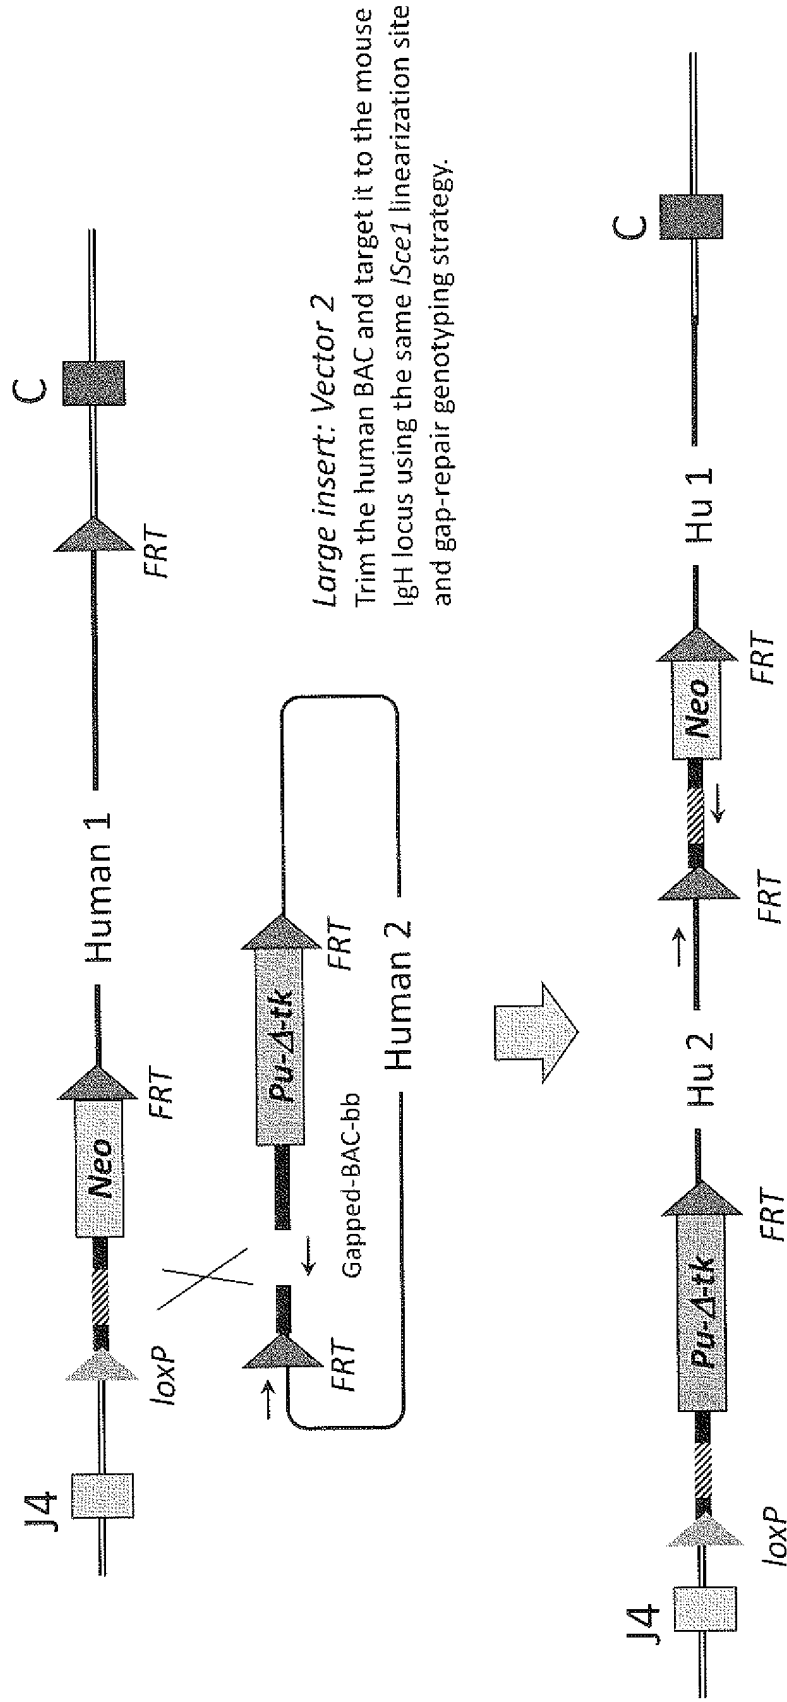 J4
loxP
Neo
FRT
Human 1
FRT
C
FRT
Gapped-BAC-bb
Pu-Δ-tk
FRT
Human 2
Large insert: Vector 2
Trim the human BAC and target it to the mouse
IgH locus using the same ISce1 linearization site
and gap-repair genotyping strategy.
J4
loxP
Pu-Δ-tk
FRT
Hu 2
FRT
Neo
FRT
Hu 1
C